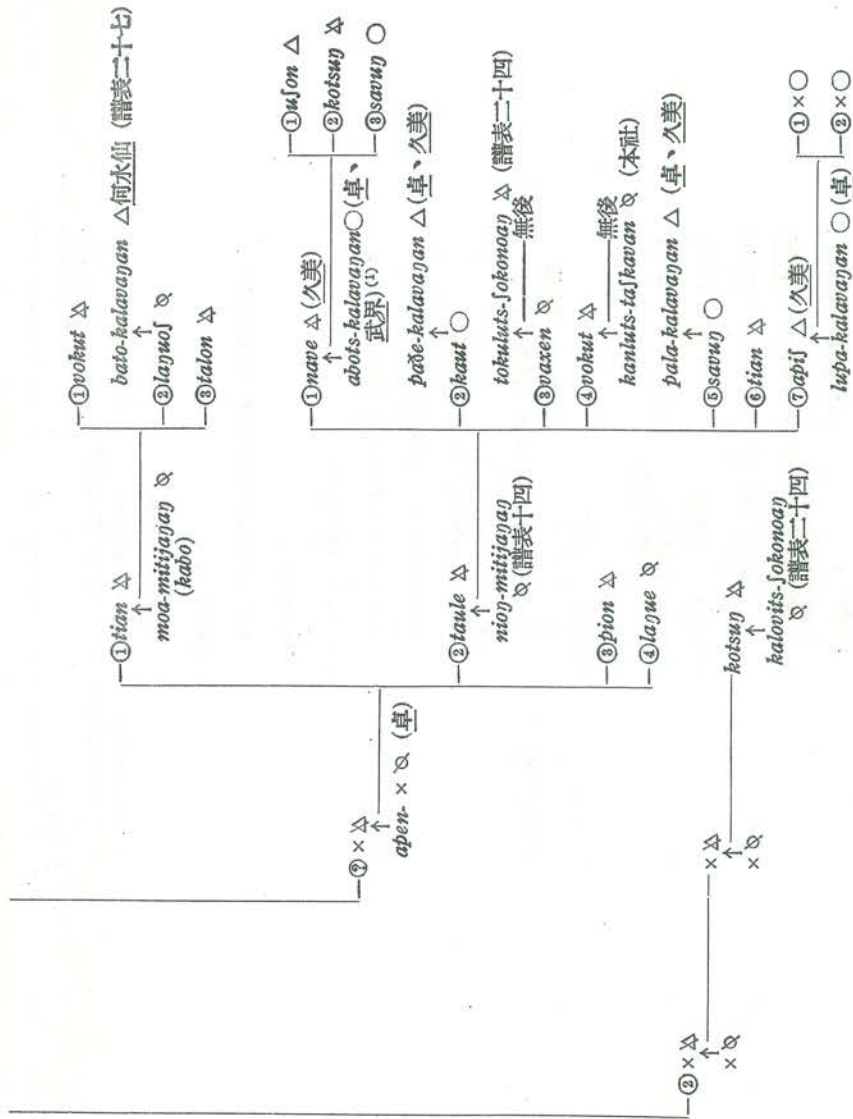 ①vokut
bato-kalavaŋan 何水仙 (譜表二十七)
②laŋuoʃ
③talon
①tian
moa-mitijaŋaŋ
(kabo)
①uʃon
②kotsuŋ
③savuŋ
①nave (久美)
abots-kalavaŋan (卓、
武界)⁽¹⁾
paðe-kalavaŋan (卓、久美)
②kaut
tokuluts-ʃokonoaŋ (譜表二十四)
無後
③vaxen
④vokut
無後
kanluts-taʃkavan (本社)
pala-kalavaŋan (卓、久美)
⑤savuŋ
⑥tian
⑦apiʃ (久美)
①×
lupa-kalavaŋan (卓)
②×
②taule
nioŋ-mitijaŋaŋ
(譜表十四)
③pion
④laŋue
⑦×
apen- × (卓)
kotsuŋ
kalovits-ʃokonoaŋ
(譜表二十四)
×
×
②×
×